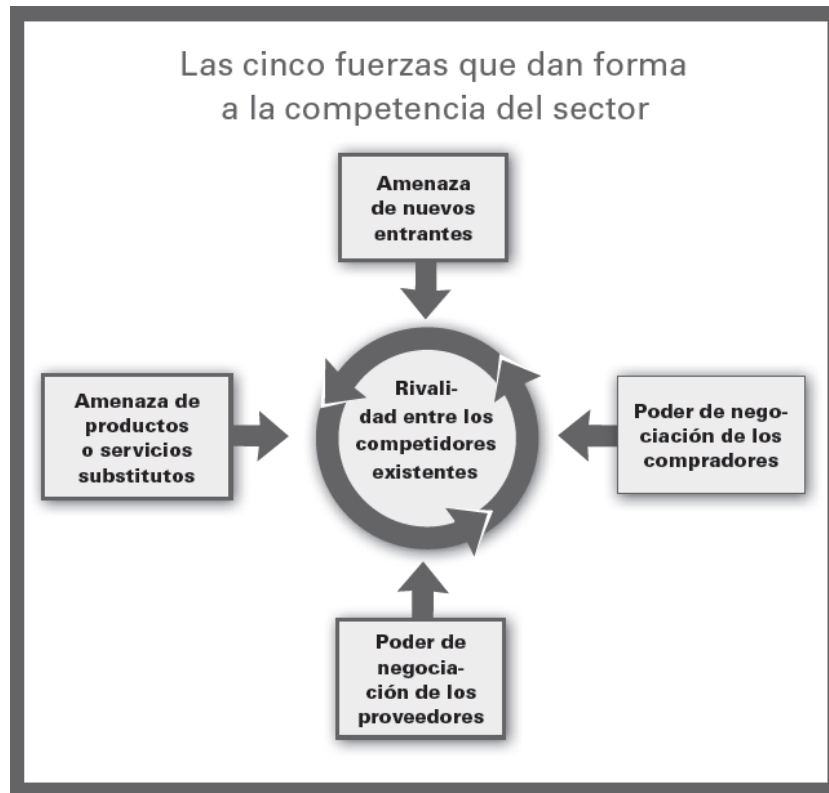 Las cinco fuerzas que dan forma
a la competencia del sector
Amenaza
de nuevos
entrantes
Amenaza de
productos
o servicios
substitutos
Rivali-
dad entre los
competidores
existentes
Poder de nego-
ciación de los
compradores
Poder de
negocia-
ción de los
proveedores